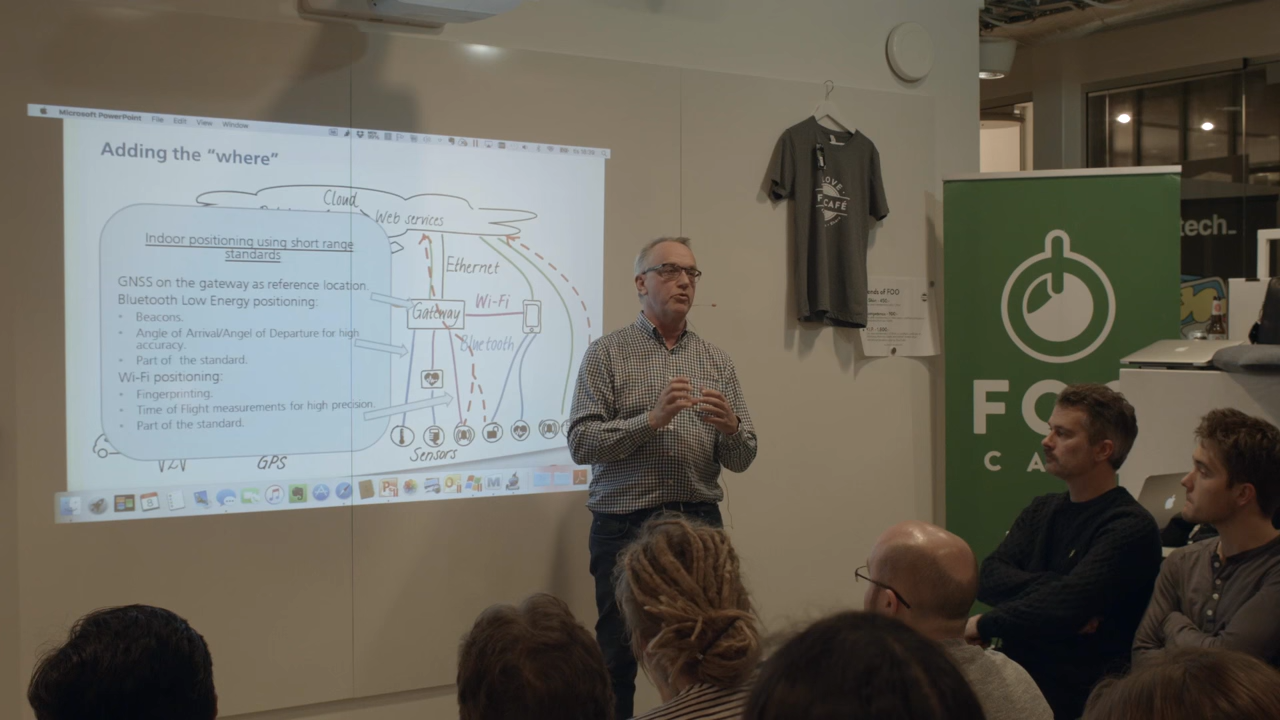 Microsoft PowerPoint File Edit View Window
Adding the "where"
Cloud
Web services
Indoor positioning using short range
standards
GNSS on the gateway as reference location.
Bluetooth Low Energy positioning:
• Beacons.
• Angle of Arrival/Angel of Departure for high
accuracy.
• Part of the standard.
Wi-Fi positioning:
• Fingerprinting.
• Time of Flight measurements for high precision.
• Part of the standard.
Ethernet
Wi-Fi
Gateway
Bluetooth
Sensors
V2V
GPS
LOVE
CAFÉ
of FOO
FOO
CA
tech_